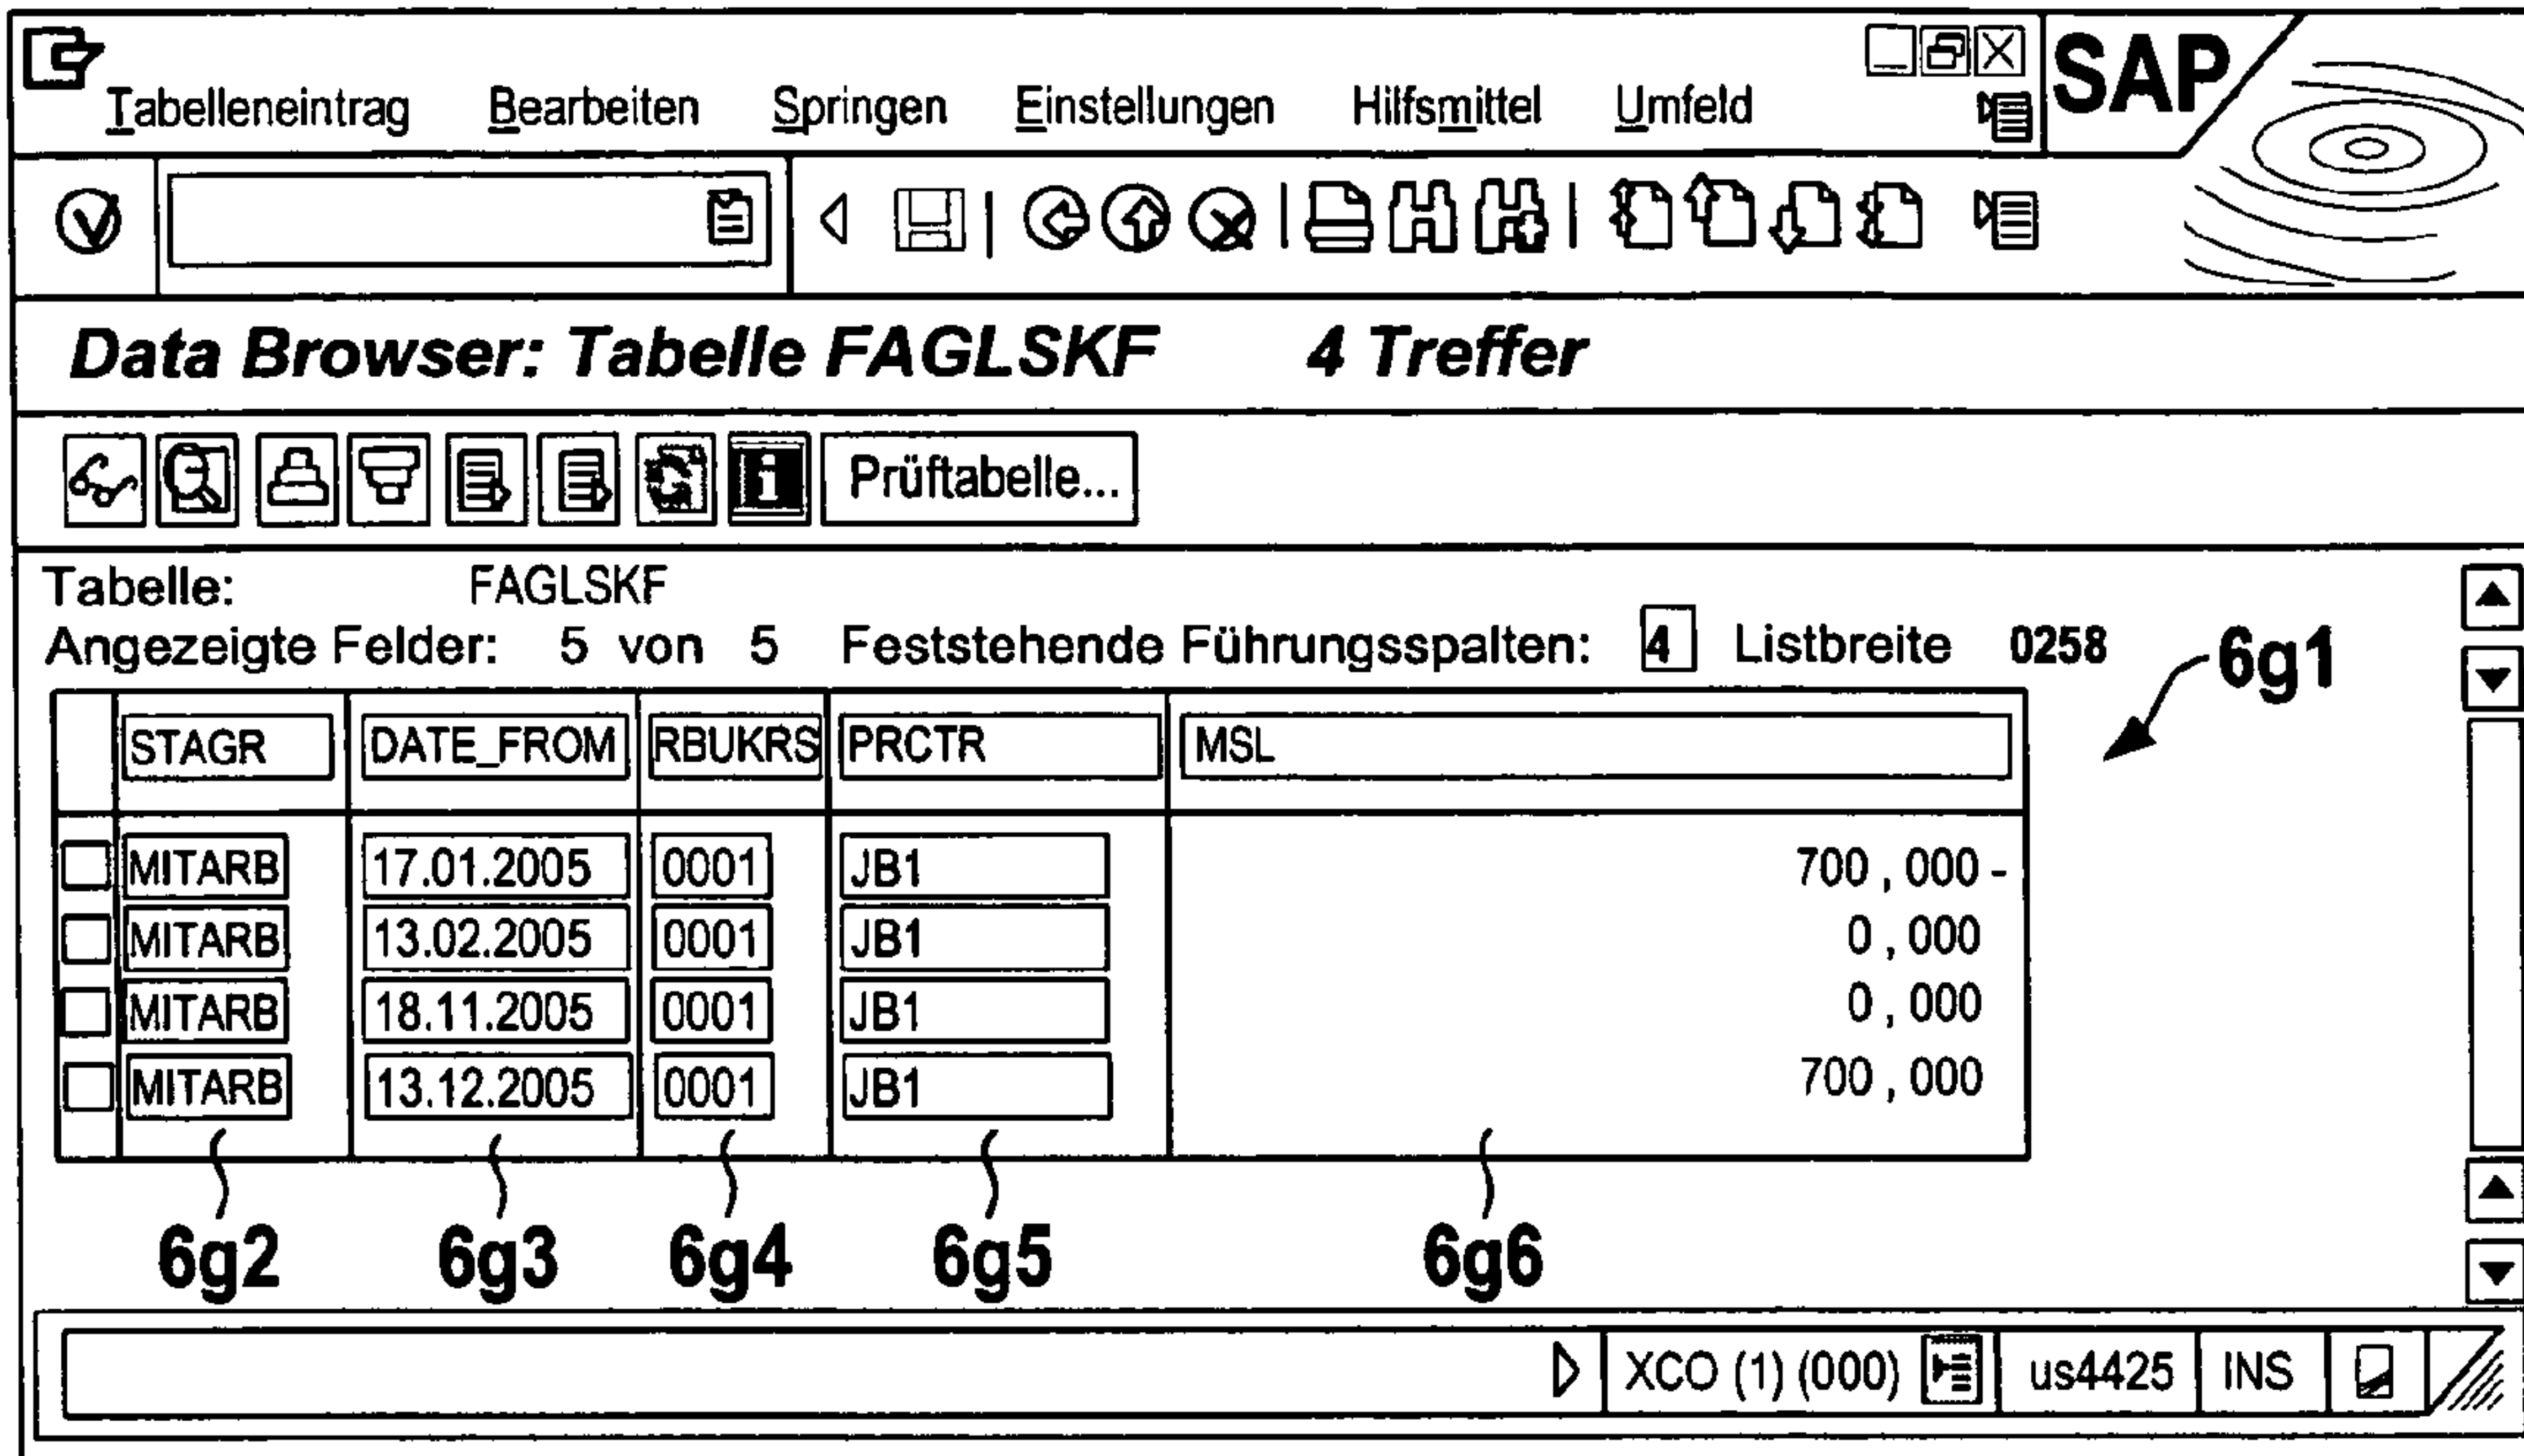 SAP
Tabelleneintrag Bearbeiten Springen Einstellungen Hilfsmittel Umfeld
Data Browser: Tabelle FAGLSKF 4 Treffer
Prüftabelle...
Tabelle: FAGLSKF
Angezeigte Felder: 5 von 5 Feststehende Führungsspalten: 4 Listbreite 0258
6g1
STAGR DATE_FROM RBUKRS PRCTR MSL
MITARB 17.01.2005 0001 JB1 700,000-
MITARB 13.02.2005 0001 JB1 0,000
MITARB 18.11.2005 0001 JB1 0,000
MITARB 13.12.2005 0001 JB1 700,000
6g2 6g3 6g4 6g5 6g6
XCO (1) (000) us4425 INS